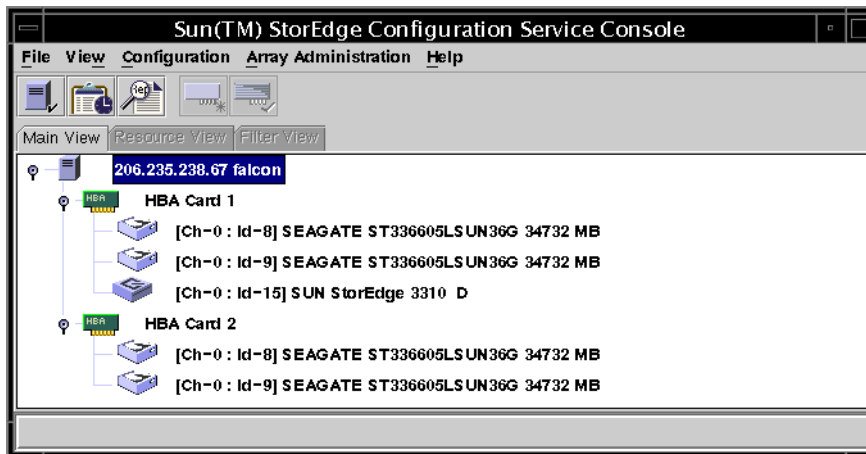 Sun(TM) StorEdge Configuration Service Console
File View Configuration Array Administration Help
Rep
Main View Resource View Filter View
206.235.238.67 falcon
HBA HBA Card 1
[Ch-0 : Id-8] SEAGATE ST336605LSUN36G 34732 MB
[Ch-0 : Id-9] SEAGATE ST336605LSUN36G 34732 MB
[Ch-0 : Id-15] SUN StorEdge 3310 D
HBA HBA Card 2
[Ch-0 : Id-8] SEAGATE ST336605LSUN36G 34732 MB
[Ch-0 : Id-9] SEAGATE ST336605LSUN36G 34732 MB